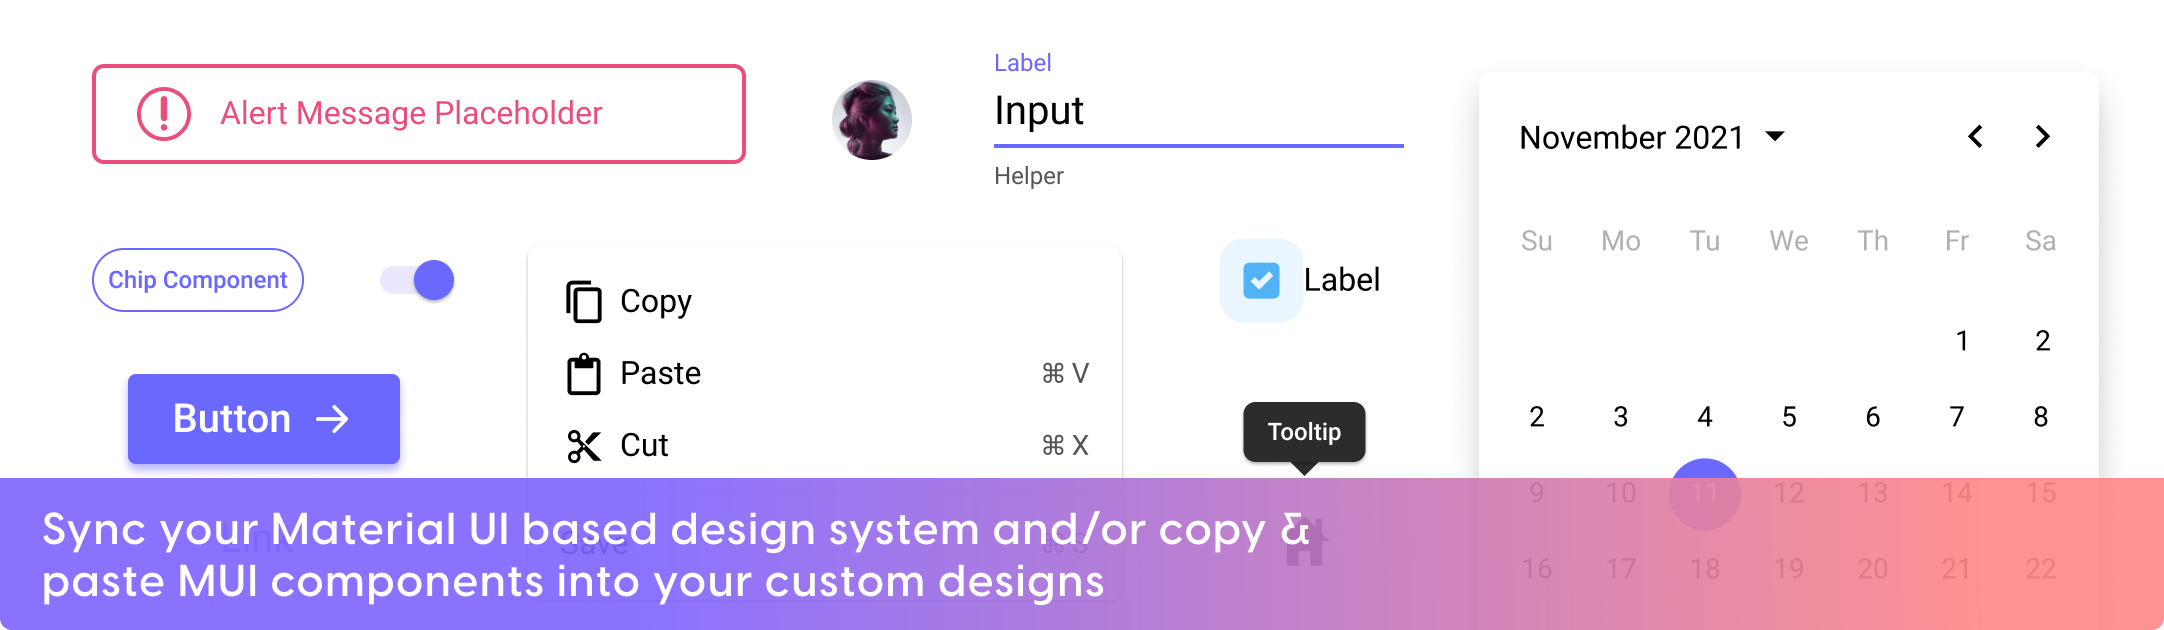 Alert Message Placeholder
Label
Input
Helper
November 2021
Su Mo Tu We Th Fr Sa
1 2
2 3 4 5 6 7 8
9 10 11 12 13 14 15
16 17 18 19 20 21 22
Chip Component
Copy
Paste ⌘ V
Cut ⌘ X
Save ⌘ S
Label
Button
Tooltip
Link
Sync your Material UI based design system and/or copy &
paste MUI components into your custom designs